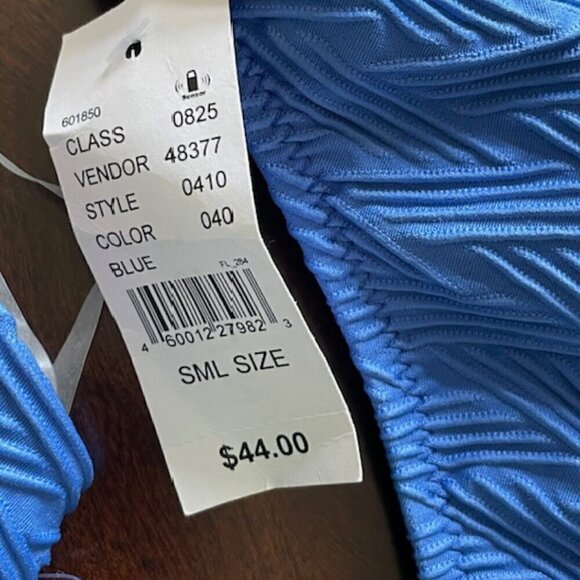 Sensor
601850
CLASS 0825
VENDOR 48377
STYLE 0410
COLOR 040
BLUE
FL_284
4 60012 27982 3
SML SIZE
$44.00